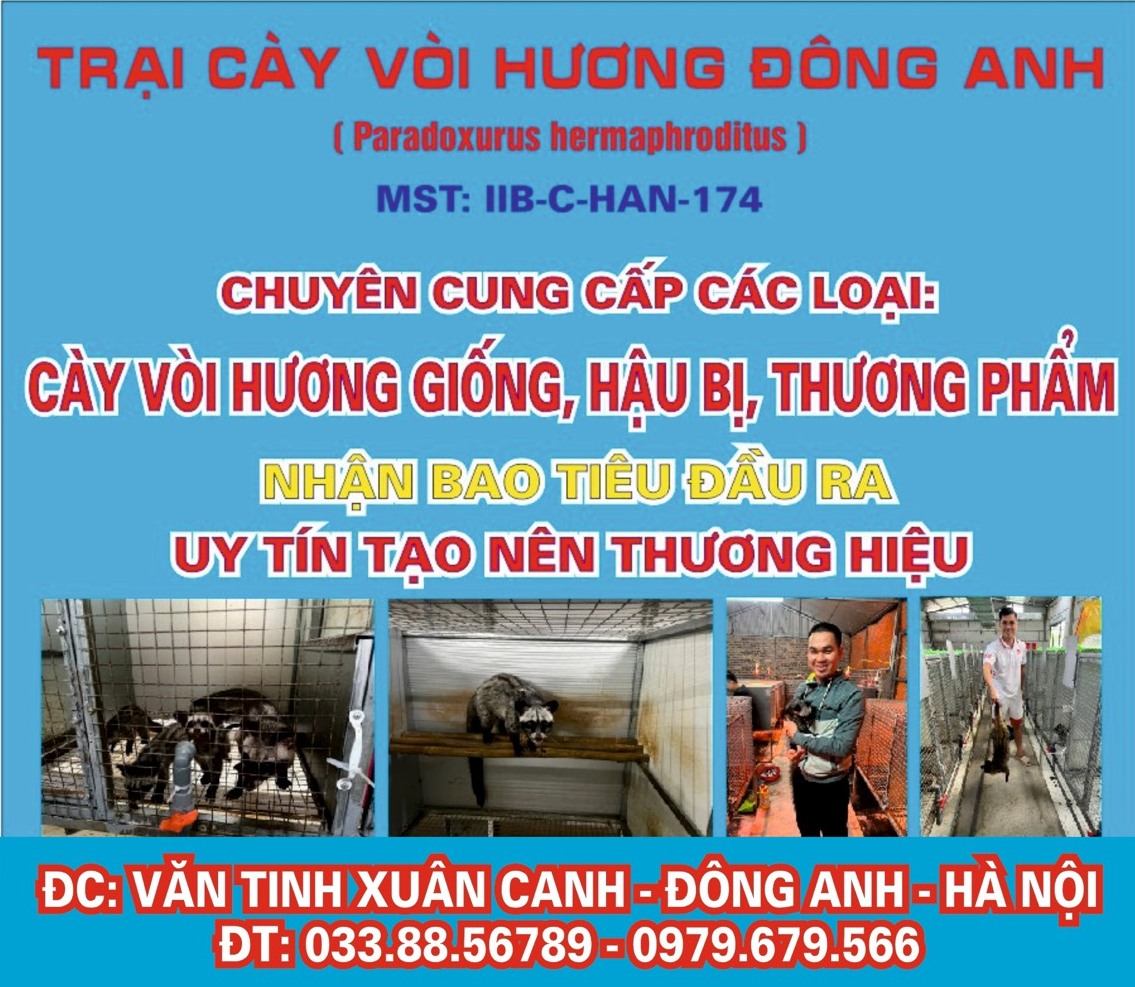 TRẠI CÀY VÒI HƯƠNG ĐÔNG ANH
( Paradoxurus hermaphroditus )
MST: IIB-C-HAN-174
CHUYÊN CUNG CẤP CÁC LOẠI:
CÀY VÒI HƯƠNG GIỐNG, HẬU BỊ, THƯƠNG PHẨM
NHẬN BAO TIÊU ĐẦU RA
UY TÍN TẠO NÊN THƯƠNG HIỆU
ĐC: VĂN TINH XUÂN CANH - ĐÔNG ANH - HÀ NỘI
ĐT: 033.88.56789 - 0979.679.566